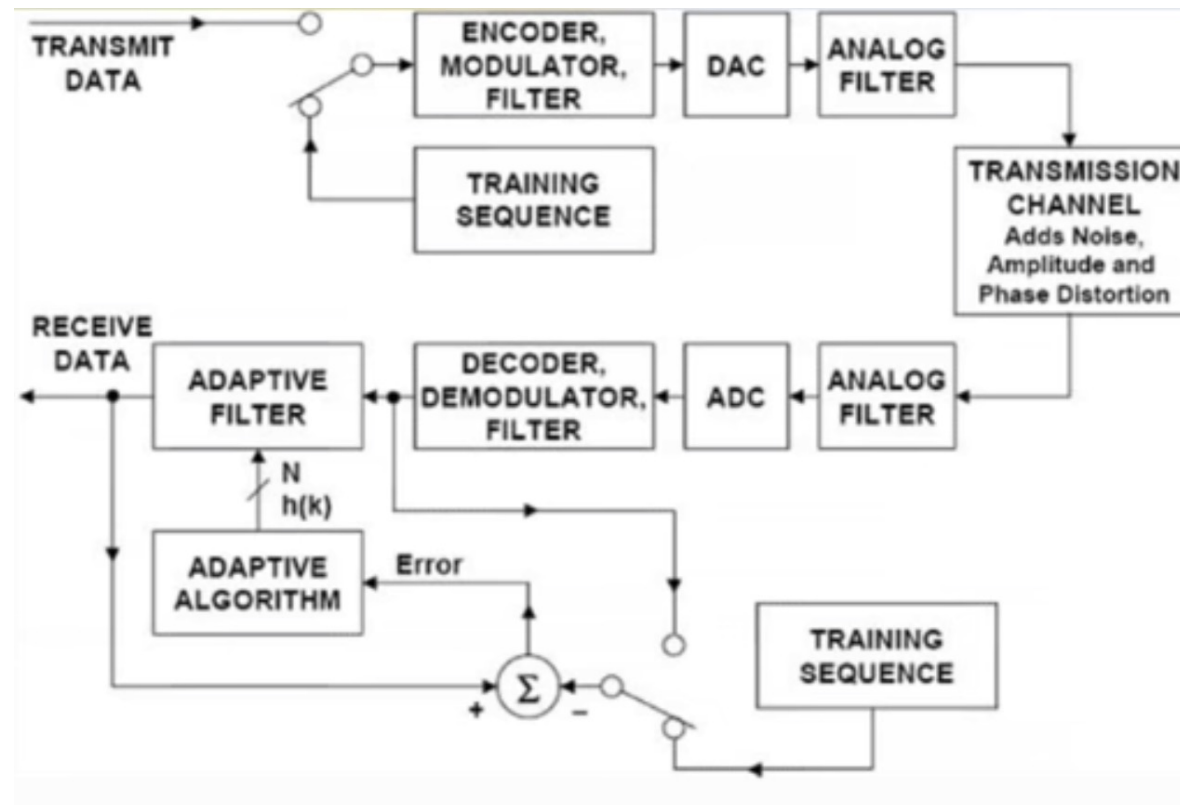 TRANSMIT
DATA
ENCODER,
MODULATOR,
FILTER
DAC
ANALOG
FILTER
TRAINING
SEQUENCE
TRANSMISSION
CHANNEL
Adds Noise,
Amplitude and
Phase Distortion
RECEIVE
DATA
ADAPTIVE
FILTER
DECODER,
DEMODULATOR,
FILTER
ADC
ANALOG
FILTER
N
h(k)
ADAPTIVE
ALGORITHM
Error
TRAINING
SEQUENCE
Σ
+
−